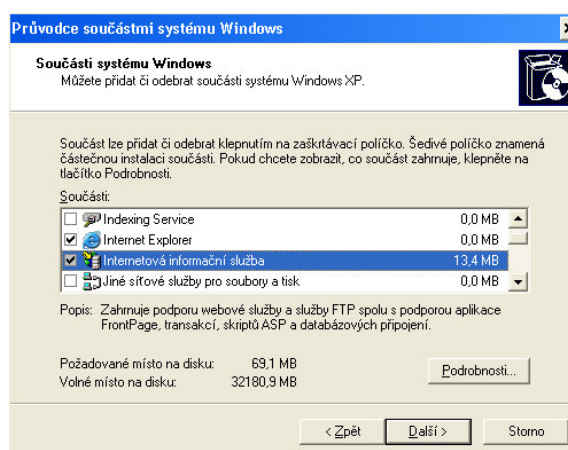 Průvodce součástmi systému Windows
Součásti systému Windows
Můžete přidat či odebrat součásti systému Windows XP.
Součást lze přidat či odebrat klepnutím na zaškrtávací políčko. Šedivé políčko znamená
částečnou instalaci součásti. Pokud chcete zobrazit, co součást zahrnuje, klepněte na
tlačítko Podrobnosti.
Součásti:
Indexing Service 0,0 MB
Internet Explorer 0,0 MB
Internetová informační služba 13,4 MB
Jiné síťové služby pro soubory a tisk 0,0 MB
Popis: Zahrnuje podporu webové služby a služby FTP spolu s podporou aplikace
FrontPage, transakcí, skriptů ASP a databázových připojení.
Požadované místo na disku: 69,1 MB
Volné místo na disku: 32180,9 MB
Podrobnosti...
< Zpět Další > Storno